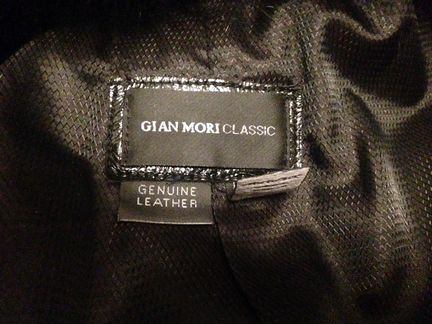 GIAN MORI CLASSIC
GENUINE
LEATHER